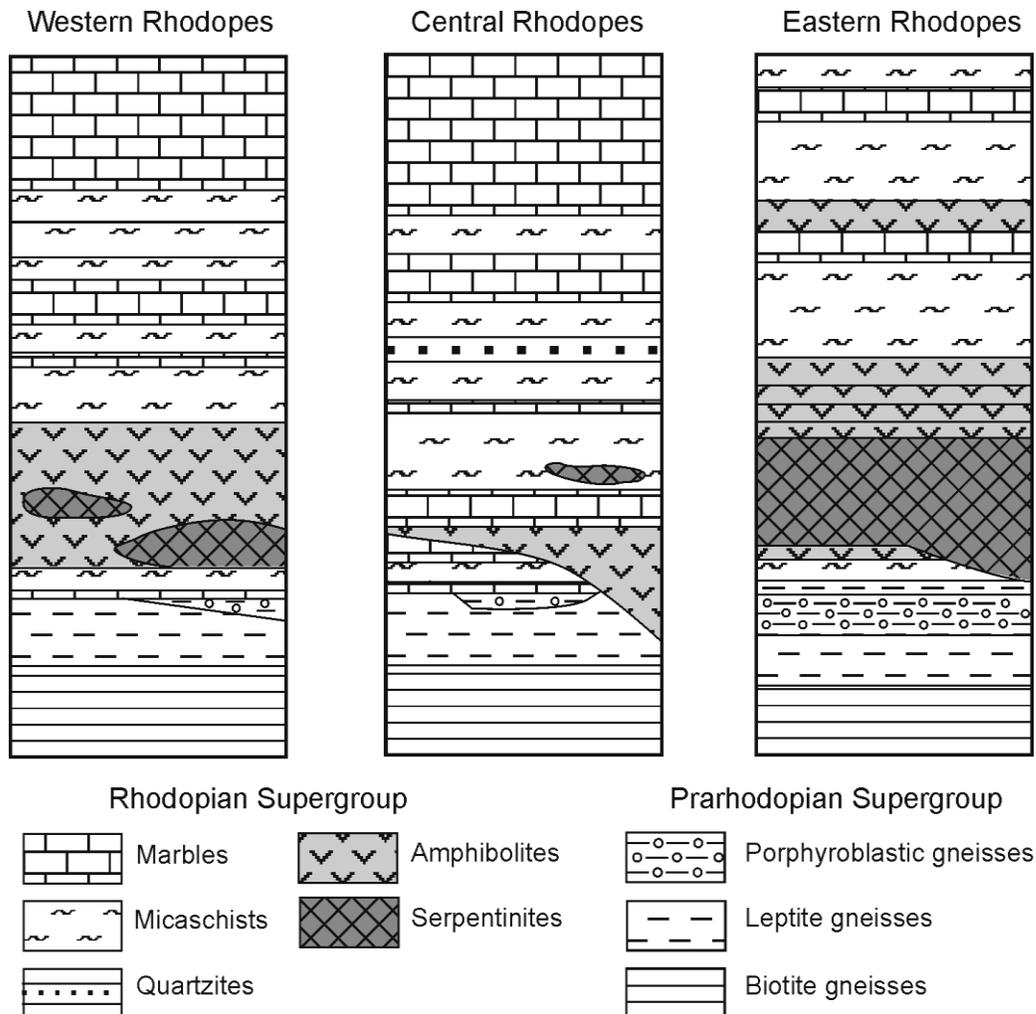 Western Rhodopes
Central Rhodopes
Eastern Rhodopes
Rhodopian Supergroup
Marbles
Micaschists
Quartzites
Amphibolites
Serpentinites
Prarhodopian Supergroup
Porphyroblastic gneisses
Leptite gneisses
Biotite gneisses